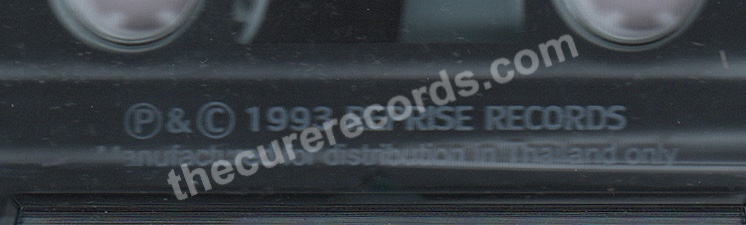 Ⓟ & © 1993 REPRISE RECORDS
Manufactured for distribution in Thailand only
thecurerecords.com